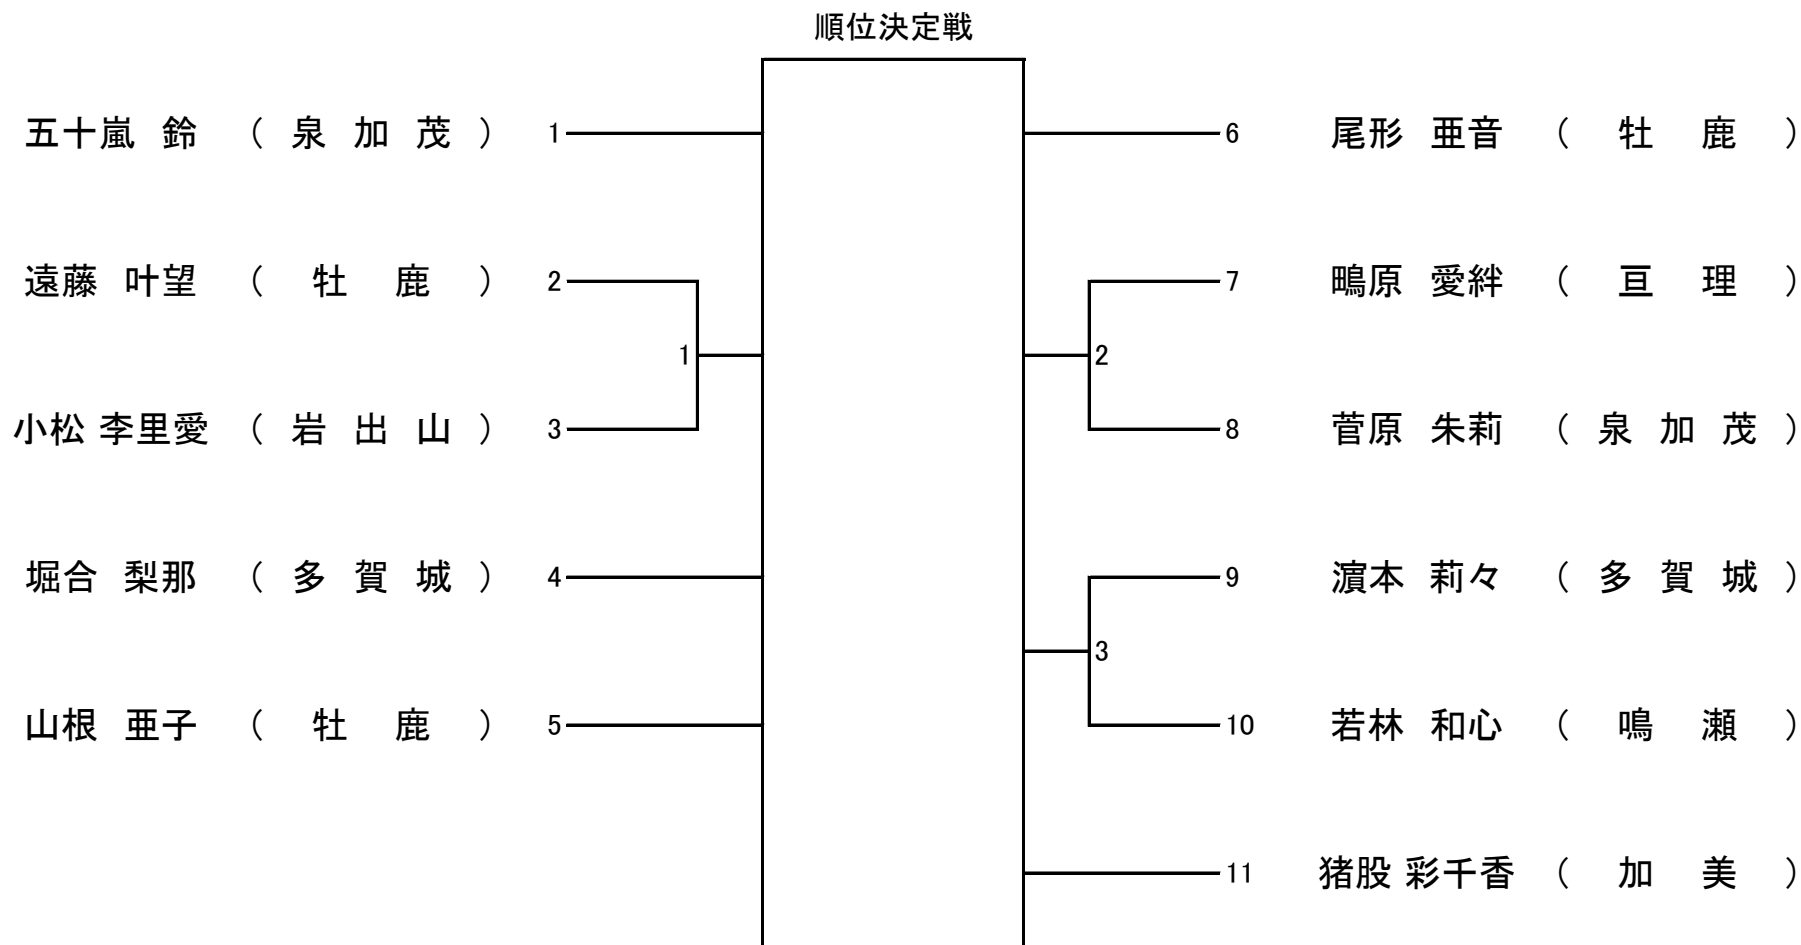 順位決定戦
五十嵐 鈴 ( 泉 加 茂 ) 1
6 尾形 亜音 ( 牡 鹿 )
遠藤 叶望 ( 牡 鹿 ) 2
7 鴫原 愛絆 ( 亘 理 )
1
2
小松 李里愛 ( 岩 出 山 ) 3
8 菅原 朱莉 ( 泉 加 茂 )
堀合 梨那 ( 多 賀 城 ) 4
9 濵本 莉々 ( 多 賀 城 )
3
山根 亜子 ( 牡 鹿 ) 5
10 若林 和心 ( 鳴 瀬 )
11 猪股 彩千香 ( 加 美 )